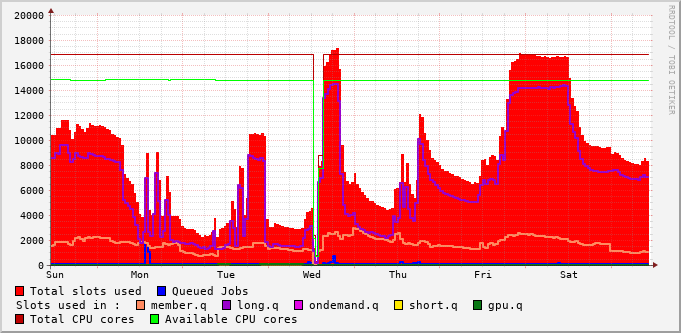 20000
18000
16000
14000
12000
10000
8000
6000
4000
2000
0
Sun Mon Tue Wed Thu Fri Sat
RRDTOOL / TOBI OETIKER
Total slots used Queued Jobs
Slots used in : member.q long.q ondemand.q short.q gpu.q
Total CPU cores Available CPU cores